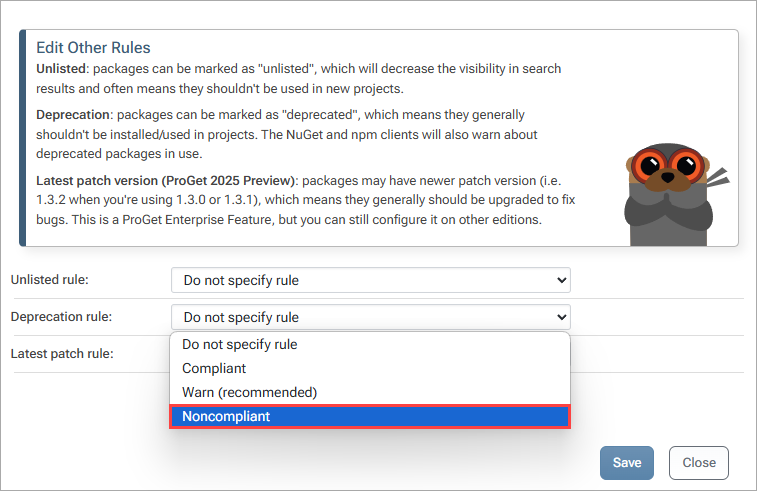 Edit Other Rules
Unlisted: packages can be marked as "unlisted", which will decrease the visibility in search
results and often means they shouldn't be used in new projects.
Deprecation: packages can be marked as "deprecated", which means they generally
shouldn't be installed/used in projects. The NuGet and npm clients will also warn about
deprecated packages in use.
Latest patch version (ProGet 2025 Preview): packages may have newer patch version (i.e.
1.3.2 when you're using 1.3.0 or 1.3.1), which means they generally should be upgraded to fix
bugs. This is a ProGet Enterprise Feature, but you can still configure it on other editions.
Unlisted rule:
Do not specify rule
Deprecation rule:
Do not specify rule
Latest patch rule:
Do not specify rule
Compliant
Warn (recommended)
Noncompliant
Save
Close